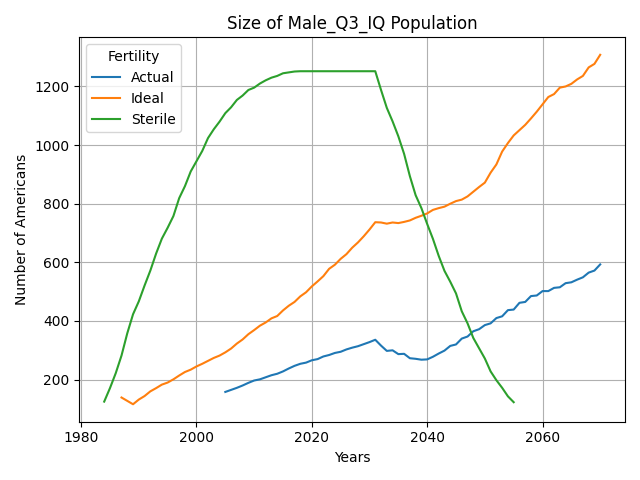 Size of Male_Q3_IQ Population
Fertility
Actual
Ideal
Sterile
Number of Americans
1200
1000
800
600
400
200
1980
2000
2020
2040
2060
Years